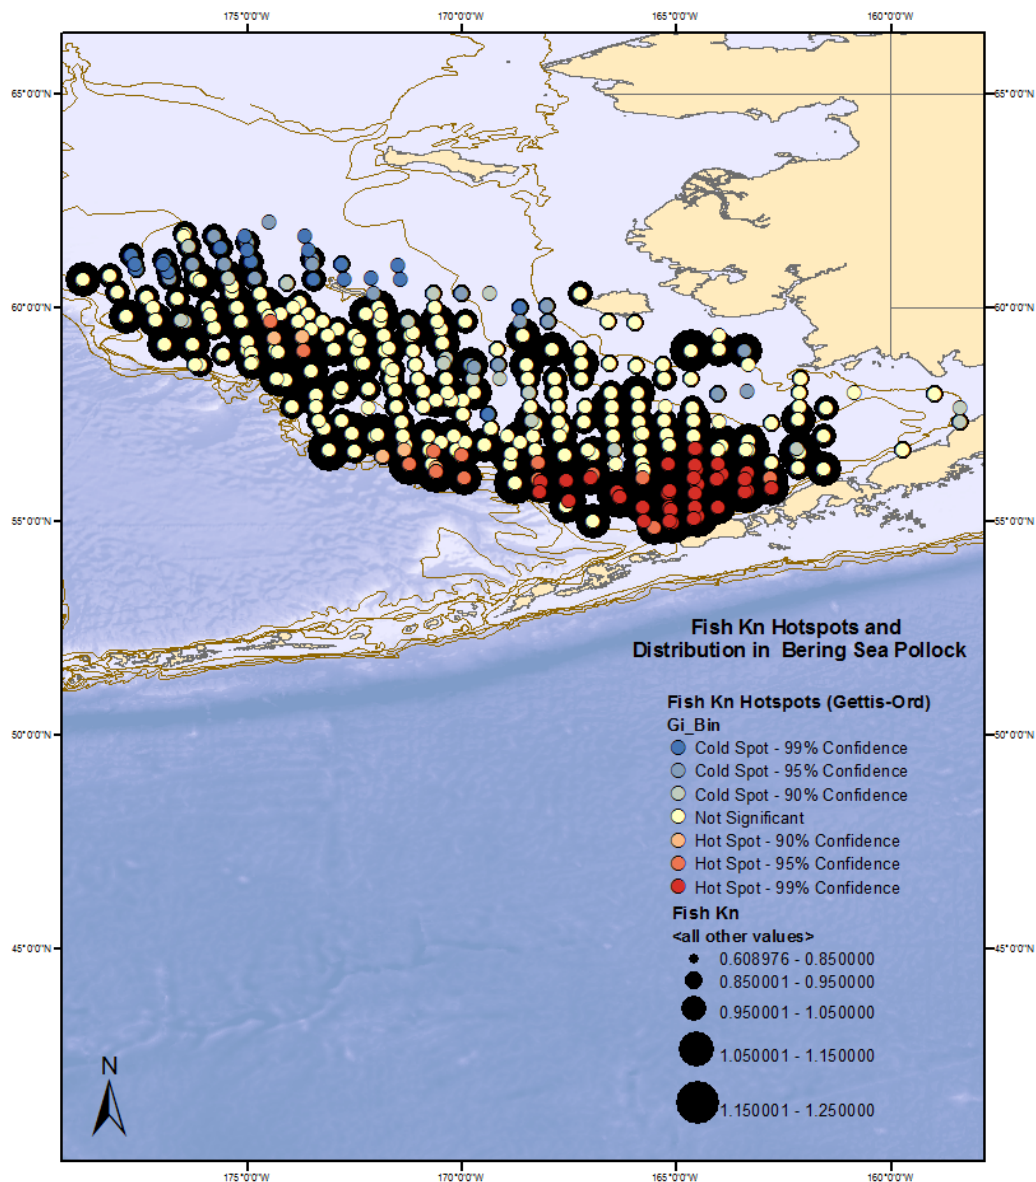 175°0'0"W 170°0'0"W 165°0'0"W 160°0'0"W
65°0'0"N 65°0'0"N
60°0'0"N 60°0'0"N
55°0'0"N 55°0'0"N
Fish Kn Hotspots and
Distribution in Bering Sea Pollock
Fish Kn Hotspots (Gettis-Ord)
Gi_Bin
Cold Spot - 99% Confidence
50°0'0"N 50°0'0"N
Cold Spot - 95% Confidence
Cold Spot - 90% Confidence
Not Significant
Hot Spot - 90% Confidence
Hot Spot - 95% Confidence
Hot Spot - 99% Confidence
Fish Kn
<all other values>
45°0'0"N 45°0'0"N
0.608976 - 0.850000
0.850001 - 0.950000
0.950001 - 1.050000
1.050001 - 1.150000
N
1.150001 - 1.250000
175°0'0"W 170°0'0"W 165°0'0"W 160°0'0"W